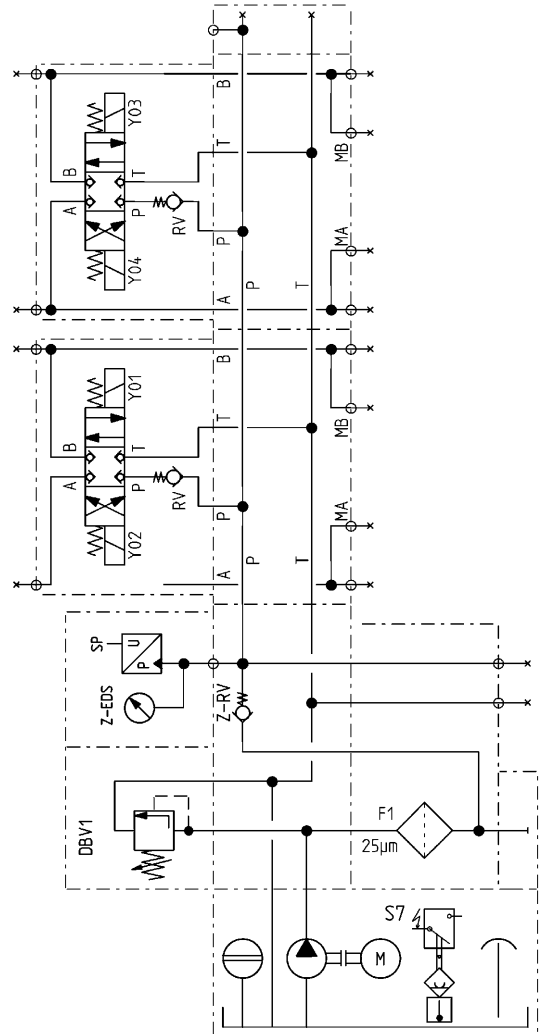 B
Y03
B
T
MB
A
P
RV
P
MA
Y04
A
P
T
B
Y01
B
T
MB
A
P
RV
P
MA
Y02
A
P
T
SP
U
P
Z-EDS
Z-RV
DBV1
F1
25µm
S7
M